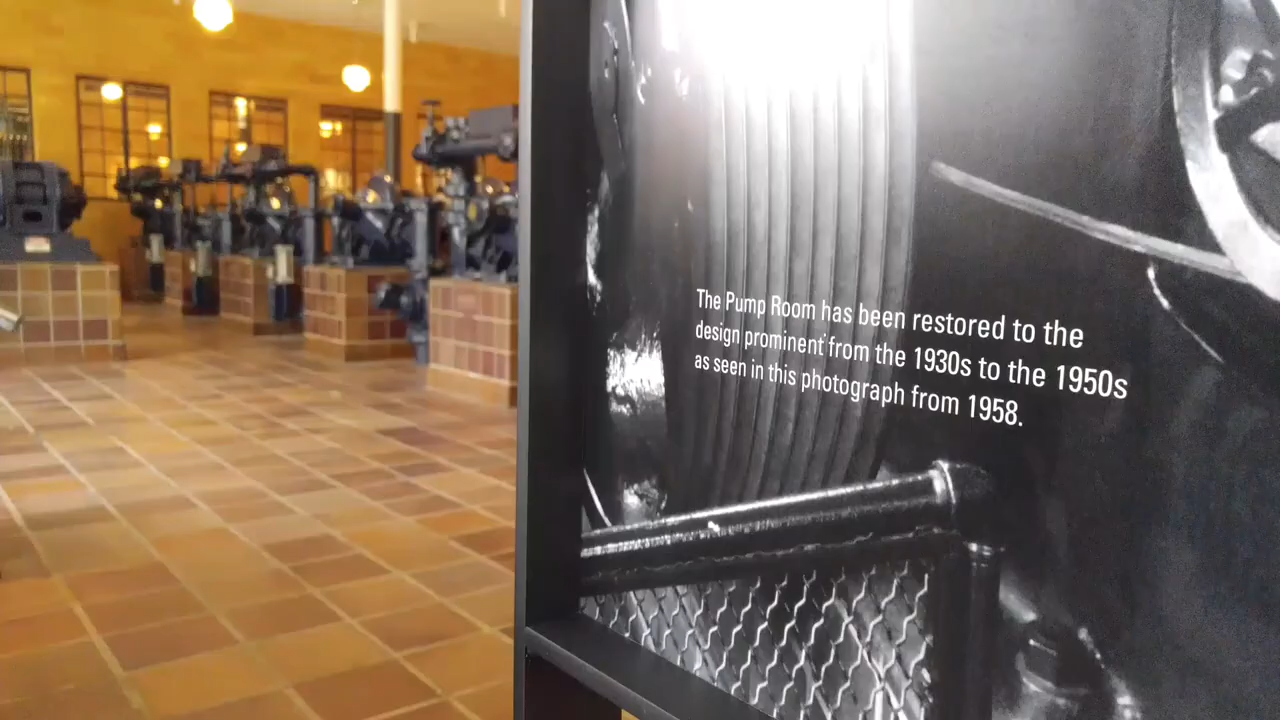 The Pump Room has been restored to the
design prominent from the 1930s to the 1950s
as seen in this photograph from 1958.